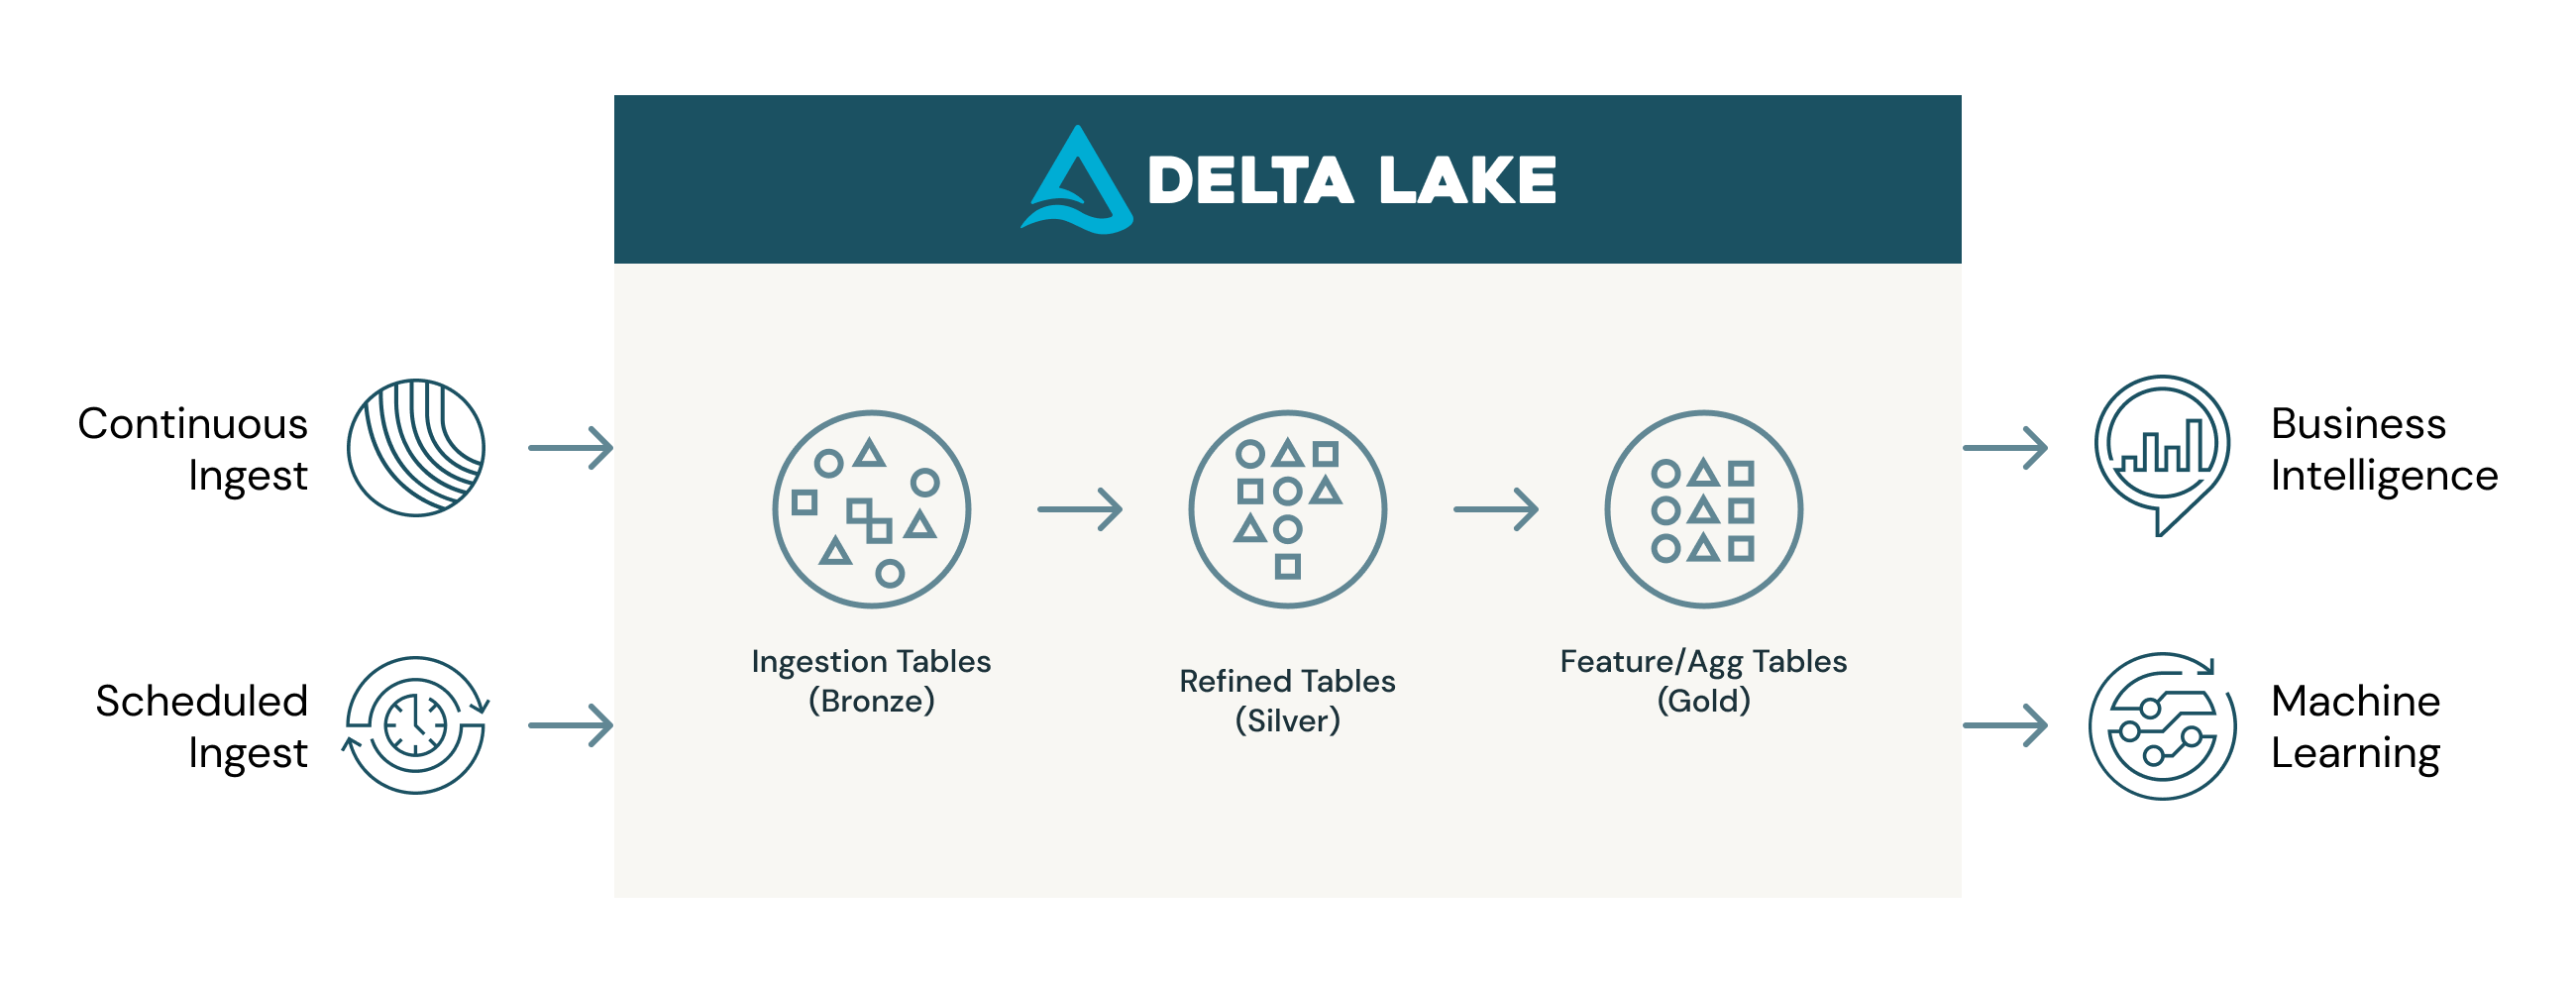 DELTA LAKE
Continuous
Ingest
Scheduled
Ingest
Ingestion Tables
(Bronze)
Refined Tables
(Silver)
Feature/Agg Tables
(Gold)
Business
Intelligence
Machine
Learning